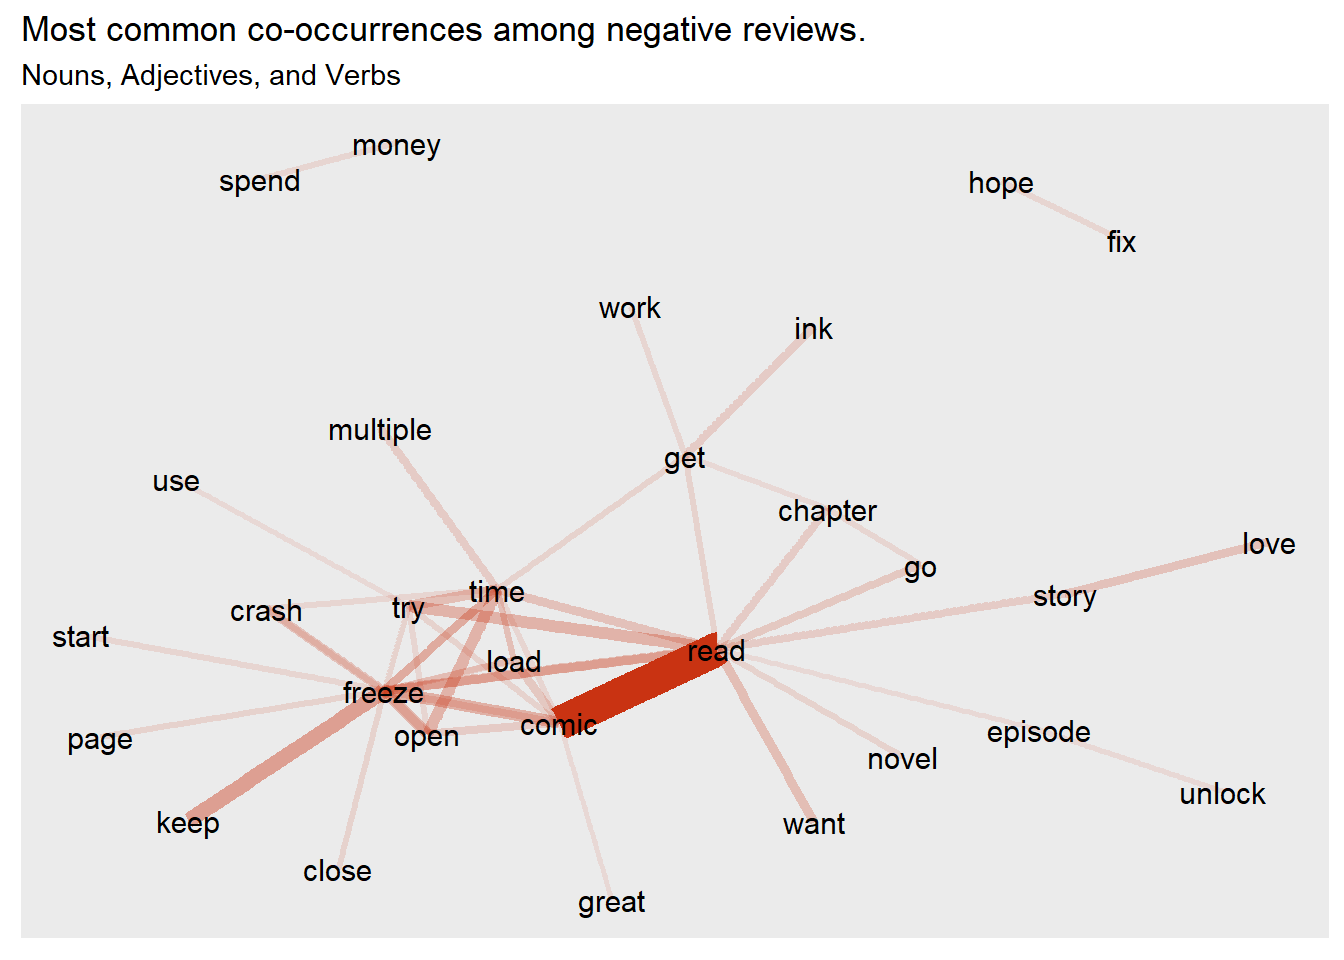 Most common co-occurrences among negative reviews.
Nouns, Adjectives, and Verbs
money
spend
hope
fix
work
ink
multiple
get
use
chapter
love
go
time
story
try
crash
start
read
load
freeze
comic
episode
open
page
novel
unlock
keep
want
close
great